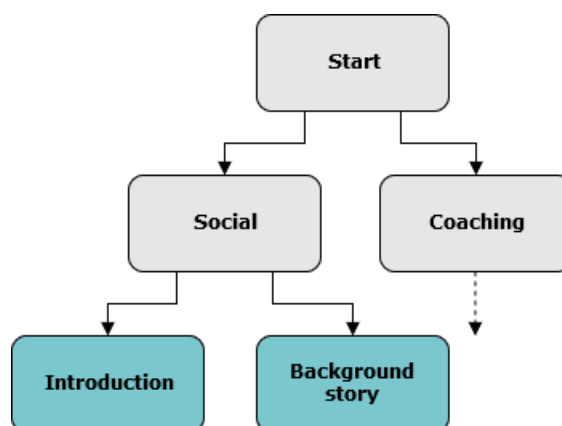 Start
Social
Coaching
Introduction
Background
story